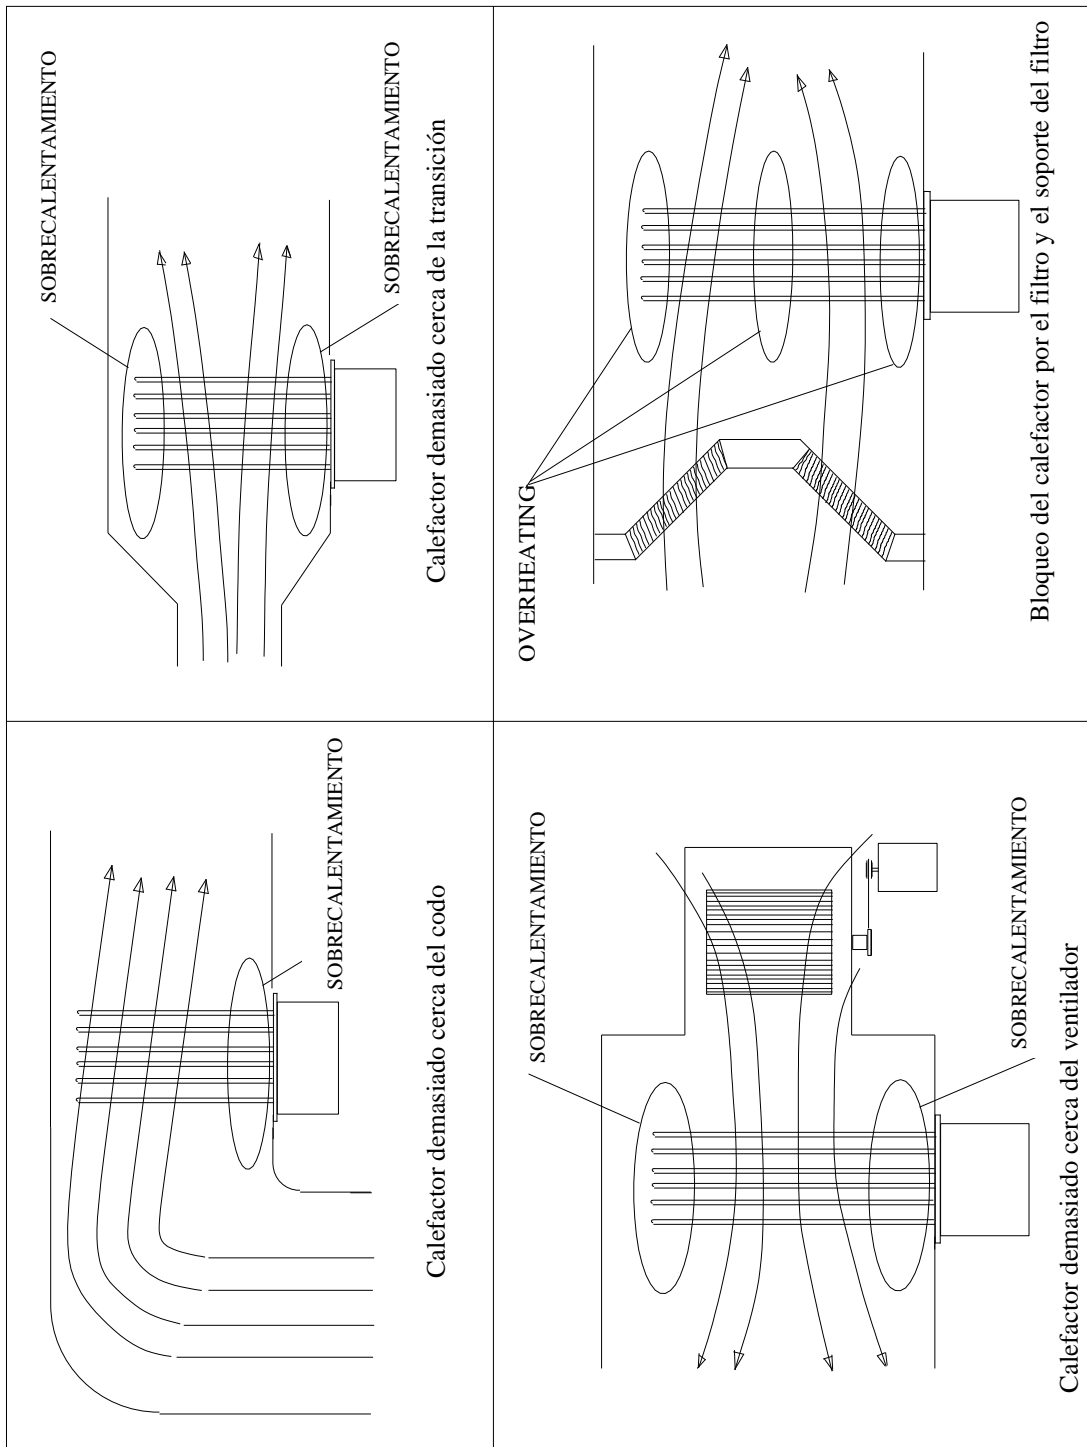 SOBRECALENTAMIENTO
Calefactor demasiado cerca del codo
SOBRECALENTAMIENTO
SOBRECALENTAMIENTO
Calefactor demasiado cerca de la transición
SOBRECALENTAMIENTO
SOBRECALENTAMIENTO
Calefactor demasiado cerca del ventilador
OVERHEATING
Bloqueo del calefactor por el filtro y el soporte del filtro